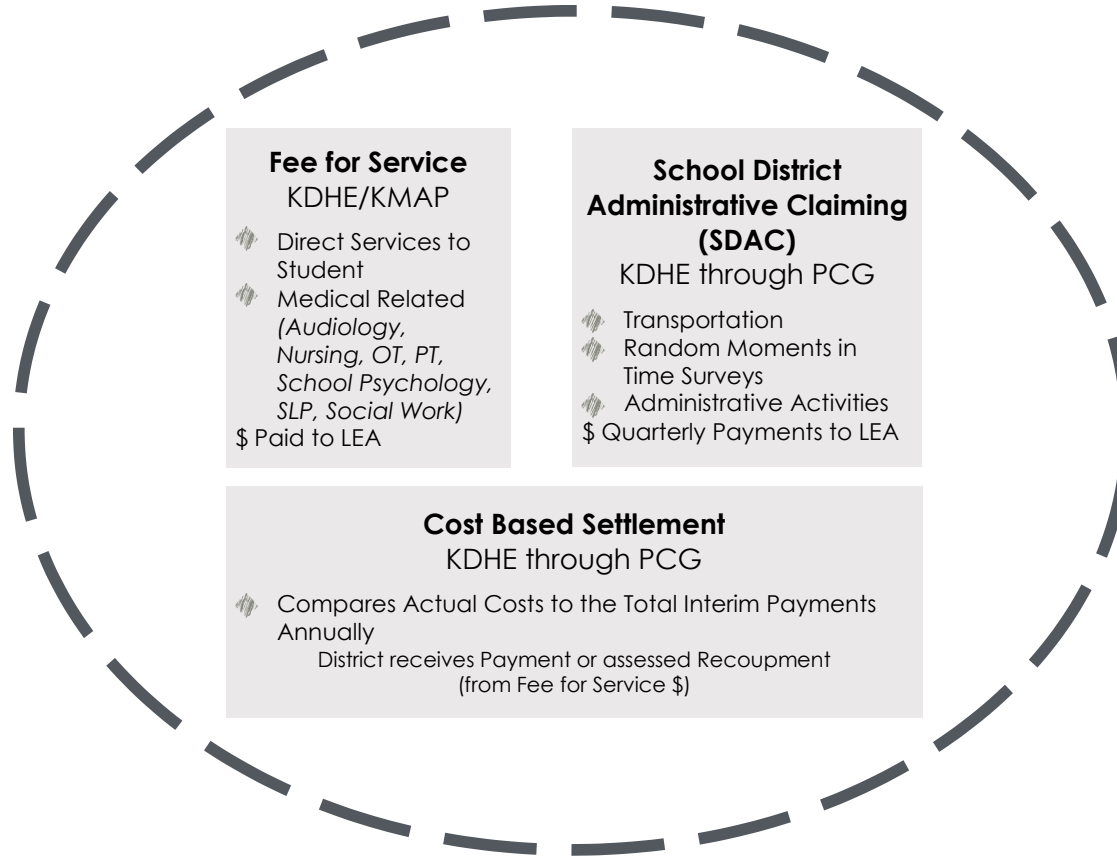 Fee for Service
KDHE/KMAP
Direct Services to
Student
Medical Related
(Audiology,
Nursing, OT, PT,
School Psychology,
SLP, Social Work)
$ Paid to LEA
School District
Administrative Claiming
(SDAC)
KDHE through PCG
Transportation
Random Moments in
Time Surveys
Administrative Activities
$ Quarterly Payments to LEA
Cost Based Settlement
KDHE through PCG
Compares Actual Costs to the Total Interim Payments
Annually
District receives Payment or assessed Recoupment
(from Fee for Service $)